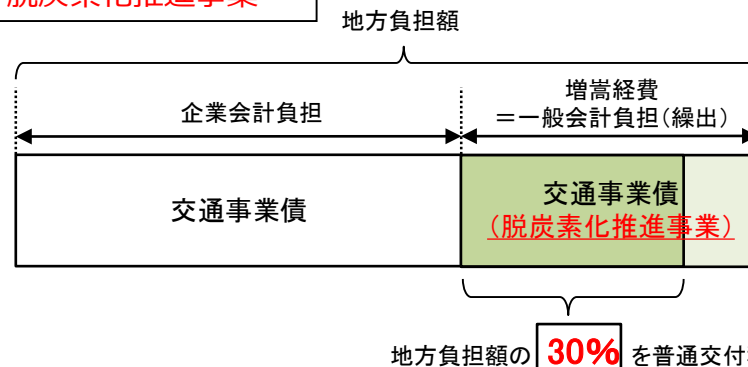 脱炭素化推進事業
地方負担額
企業会計負担
増嵩経費
＝一般会計負担（繰出）
交通事業債
交通事業債
（脱炭素化推進事業）
地方負担額の 30% を普通交付